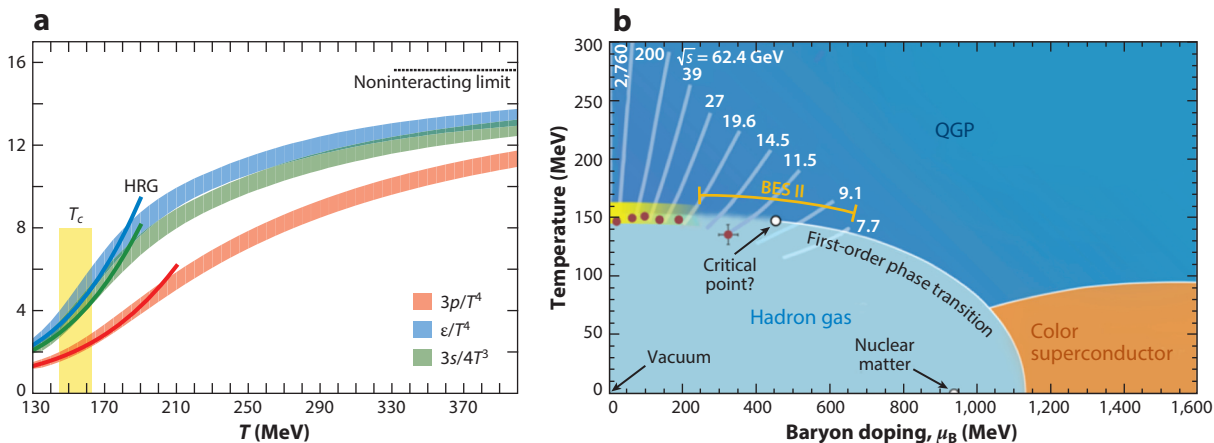 a
16
12
8
4
0
130
170
210
250
290
330
370
T (MeV)
Noninteracting limit
HRG
T_c
3p/T⁴
ε/T⁴
3s/4T³
b
Temperature (MeV)
300
250
200
150
100
50
0
0
200
400
600
800
1,000
1,200
1,400
1,600
Baryon doping, μ_B (MeV)
2,760
200
√s = 62.4 GeV
39
27
19.6
14.5
11.5
9.1
7.7
BES II
QGP
Critical
point?
First-order phase transition
Hadron gas
Vacuum
Nuclear
matter
Color
superconductor